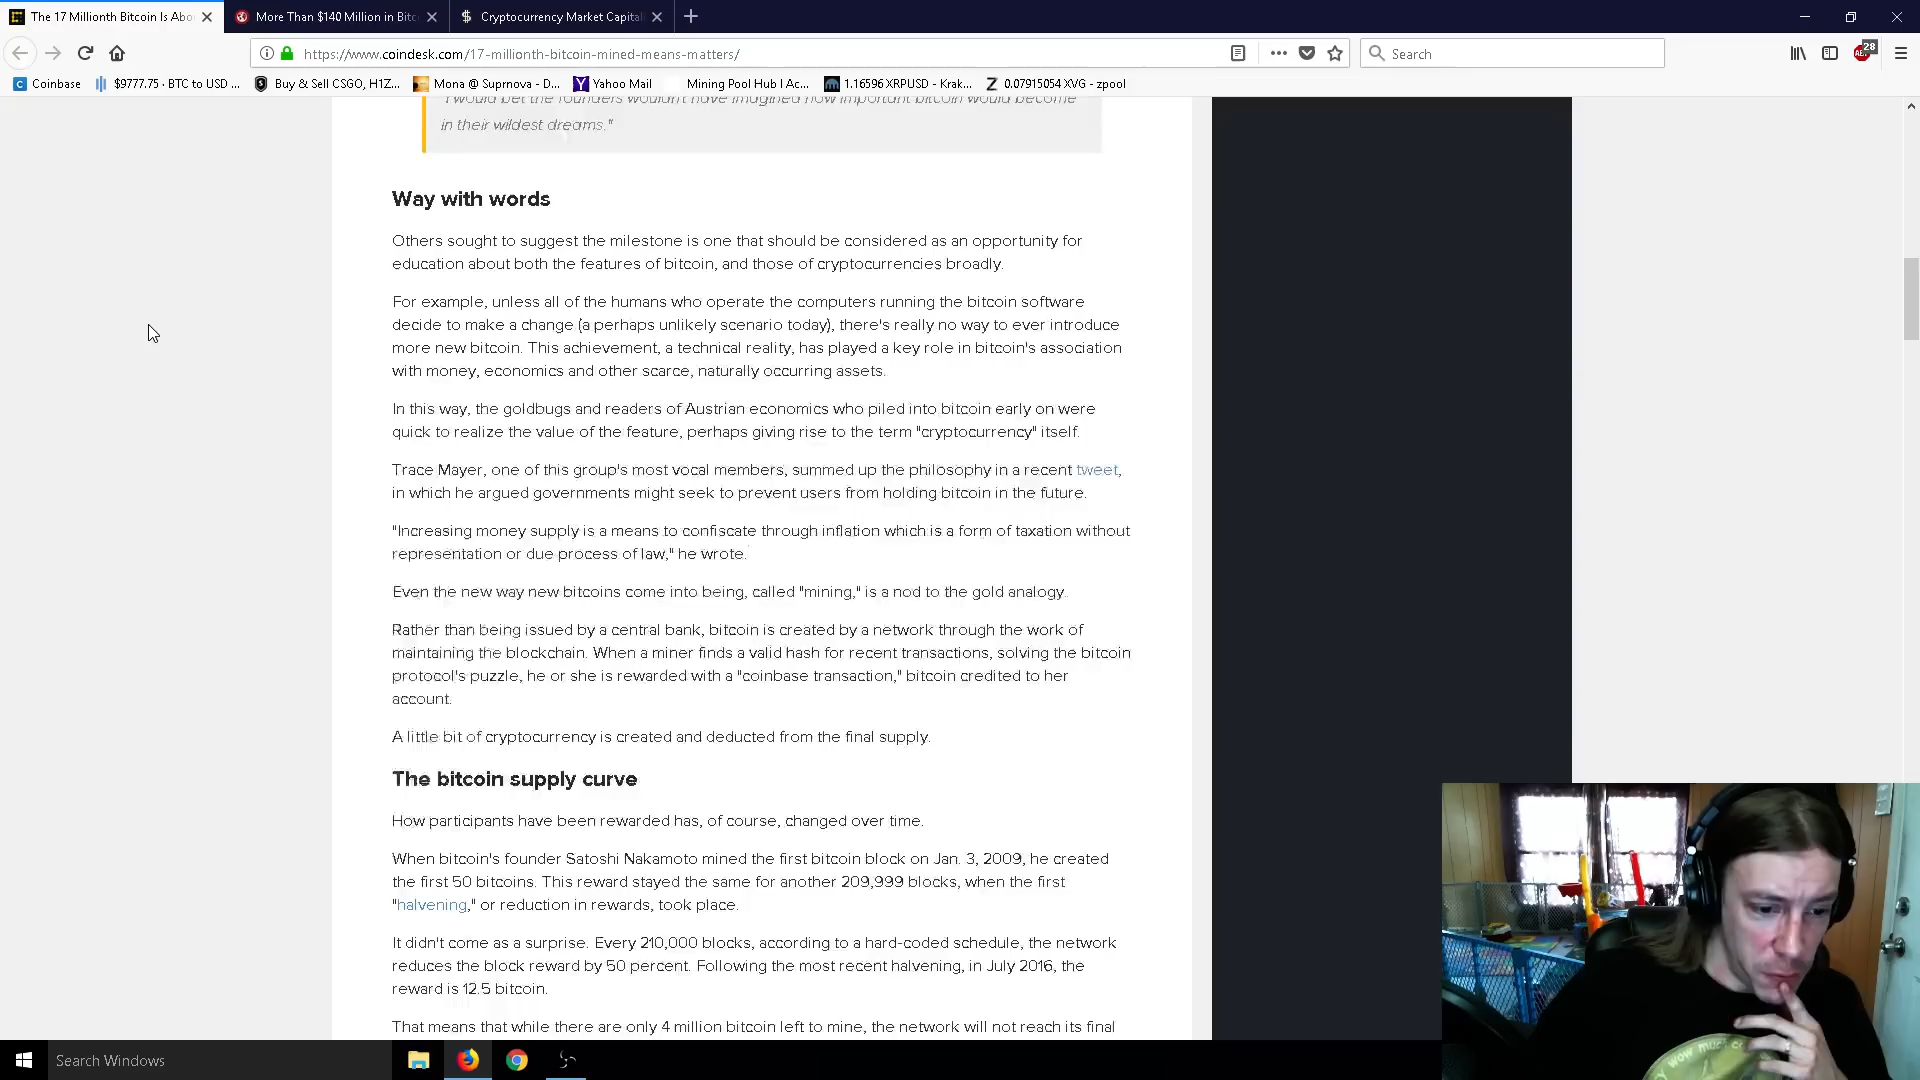 The 17 Millionth Bitcoin Is Abo
More Than $140 Million in Bitc
$ Cryptocurrency Market Capital
https://www.coindesk.com/17-millionth-bitcoin-mined-means-matters/
Search
28
Coinbase
$9777.75 · BTC to USD ...
Buy & Sell CSGO, H1Z...
Mona @ Suprnova - D...
Yahoo Mail
Mining Pool Hub | Ac...
1.16596 XRPUSD - Krak...
Z 0.07915054 XVG - zpool
"I would bet the founders wouldn't have imagined how important bitcoin would become
in their wildest dreams."
Way with words
Others sought to suggest the milestone is one that should be considered as an opportunity for
education about both the features of bitcoin, and those of cryptocurrencies broadly.
For example, unless all of the humans who operate the computers running the bitcoin software
decide to make a change (a perhaps unlikely scenario today), there's really no way to ever introduce
more new bitcoin. This achievement, a technical reality, has played a key role in bitcoin's association
with money, economics and other scarce, naturally occurring assets.
In this way, the goldbugs and readers of Austrian economics who piled into bitcoin early on were
quick to realize the value of the feature, perhaps giving rise to the term "cryptocurrency" itself.
Trace Mayer, one of this group's most vocal members, summed up the philosophy in a recent tweet,
in which he argued governments might seek to prevent users from holding bitcoin in the future.
"Increasing money supply is a means to confiscate through inflation which is a form of taxation without
representation or due process of law," he wrote.
Even the new way new bitcoins come into being, called "mining," is a nod to the gold analogy.
Rather than being issued by a central bank, bitcoin is created by a network through the work of
maintaining the blockchain. When a miner finds a valid hash for recent transactions, solving the bitcoin
protocol's puzzle, he or she is rewarded with a "coinbase transaction," bitcoin credited to her
account.
A little bit of cryptocurrency is created and deducted from the final supply.
The bitcoin supply curve
How participants have been rewarded has, of course, changed over time.
When bitcoin's founder Satoshi Nakamoto mined the first bitcoin block on Jan. 3, 2009, he created
the first 50 bitcoins. This reward stayed the same for another 209,999 blocks, when the first
"halvening," or reduction in rewards, took place.
It didn't come as a surprise. Every 210,000 blocks, according to a hard-coded schedule, the network
reduces the block reward by 50 percent. Following the most recent halvening, in July 2016, the
reward is 12.5 bitcoin.
That means that while there are only 4 million bitcoin left to mine, the network will not reach its final
wow much
Search Windows